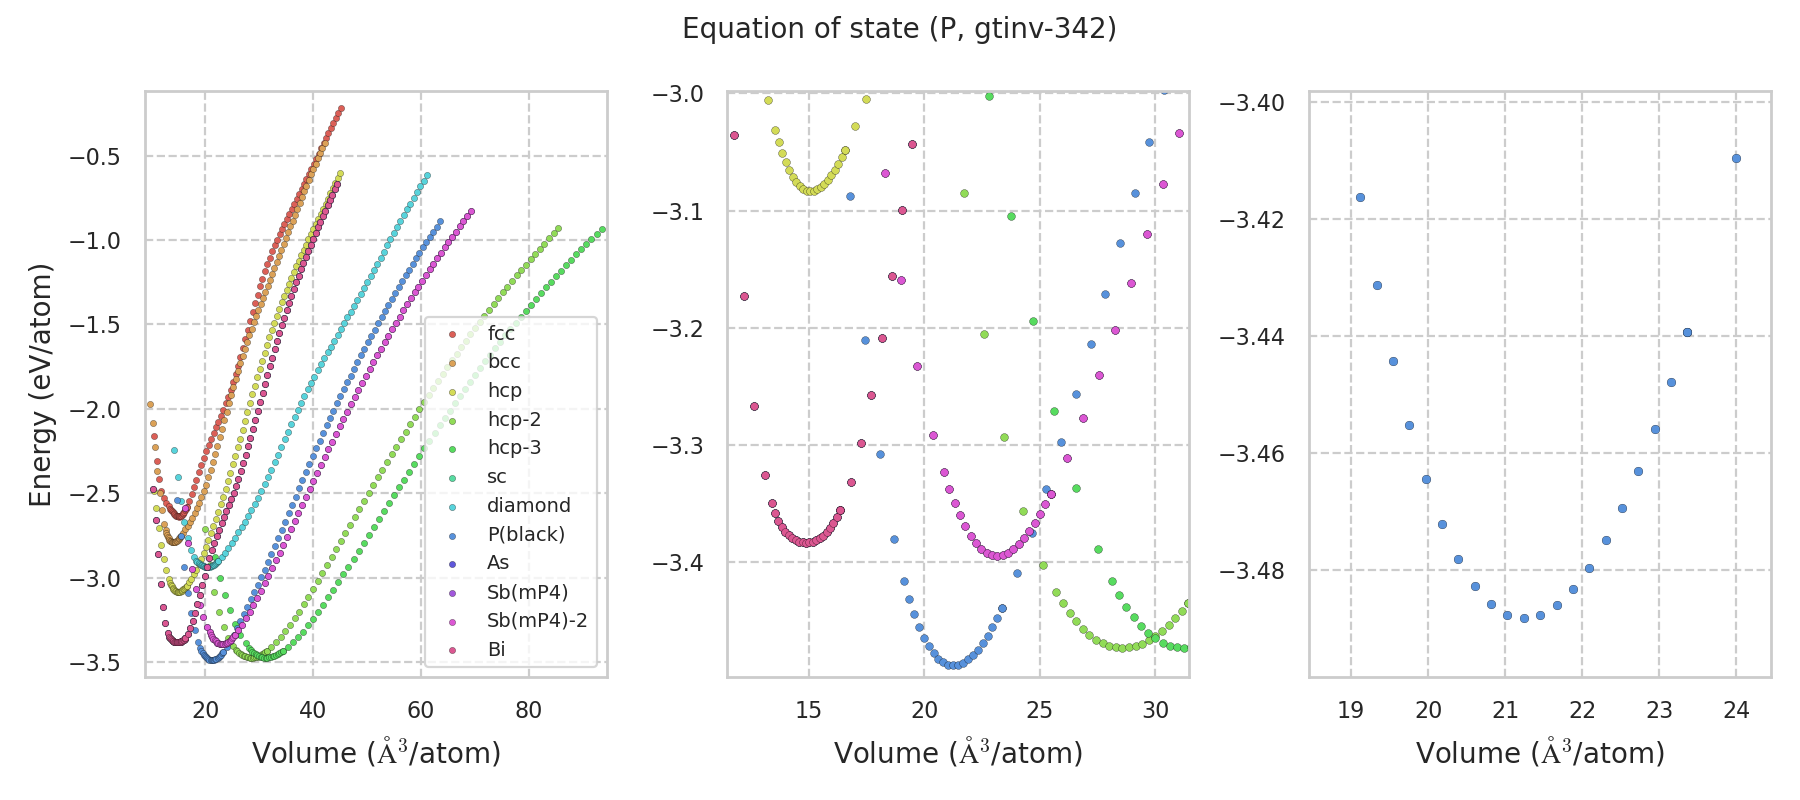 Equation of state (P, gtinv-342)
Energy (eV/atom)
−0.5
−1.0
−1.5
−2.0
−2.5
−3.0
−3.5
fcc
bcc
hcp
hcp-2
hcp-3
sc
diamond
P(black)
As
Sb(mP4)
Sb(mP4)-2
Bi
20 40 60 80
Volume (Å³/atom)
−3.0
−3.1
−3.2
−3.3
−3.4
15 20 25 30
Volume (Å³/atom)
−3.40
−3.42
−3.44
−3.46
−3.48
19 20 21 22 23 24
Volume (Å³/atom)